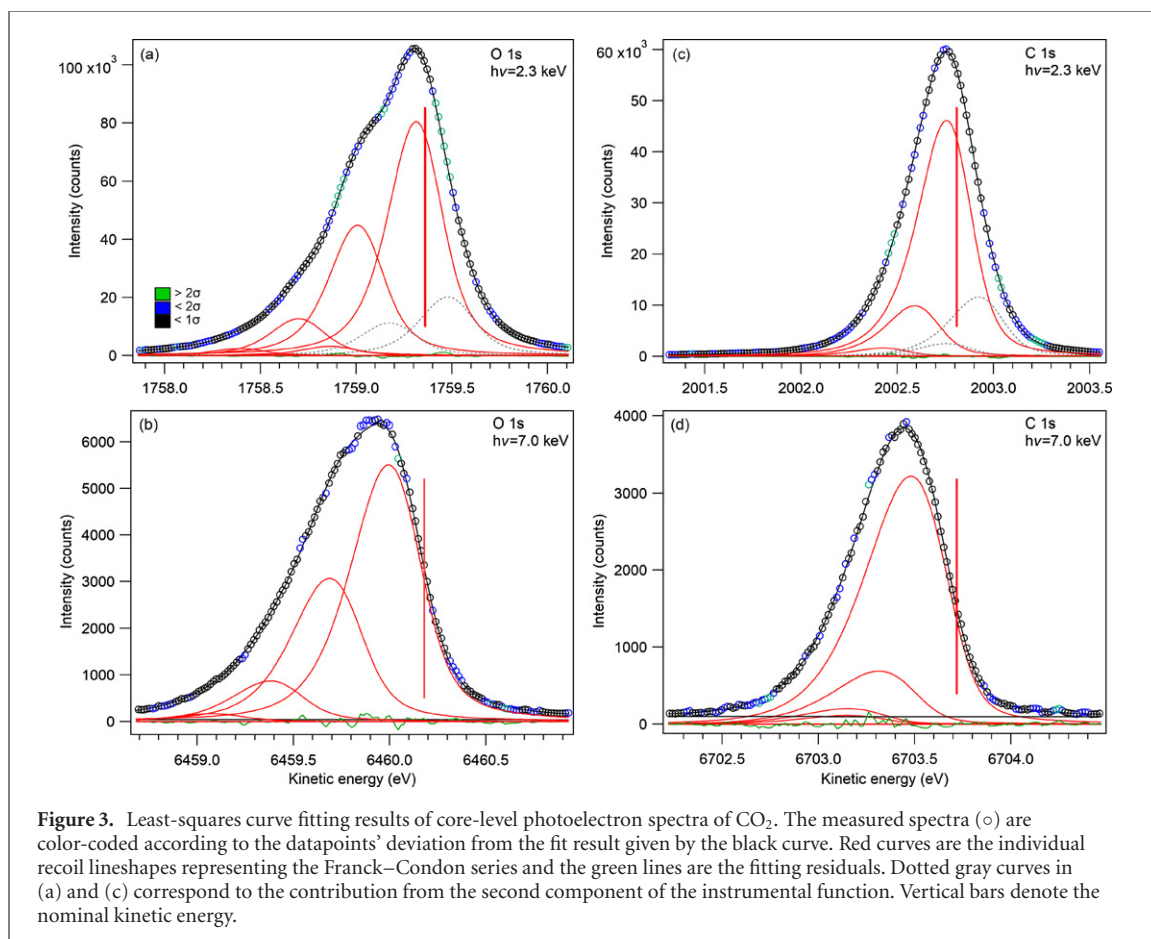 (a)
O 1s
hν=2.3 keV
100 x10³
80
60
40
20
0
Intensity (counts)
> 2σ
< 2σ
< 1σ
1758.0
1758.5
1759.0
1759.5
1760.0
(c)
C 1s
hν=2.3 keV
60 x10³
50
40
30
20
10
0
Intensity (counts)
2001.5
2002.0
2002.5
2003.0
2003.5
(b)
O 1s
hν=7.0 keV
6000
5000
4000
3000
2000
1000
0
Intensity (counts)
6459.0
6459.5
6460.0
6460.5
Kinetic energy (eV)
(d)
C 1s
hν=7.0 keV
4000
3000
2000
1000
0
Intensity (counts)
6702.5
6703.0
6703.5
6704.0
Kinetic energy (eV)
Figure 3. Least-squares curve fitting results of core-level photoelectron spectra of CO₂. The measured spectra (○) are
color-coded according to the datapoints' deviation from the fit result given by the black curve. Red curves are the individual
recoil lineshapes representing the Franck–Condon series and the green lines are the fitting residuals. Dotted gray curves in
(a) and (c) correspond to the contribution from the second component of the instrumental function. Vertical bars denote the
nominal kinetic energy.